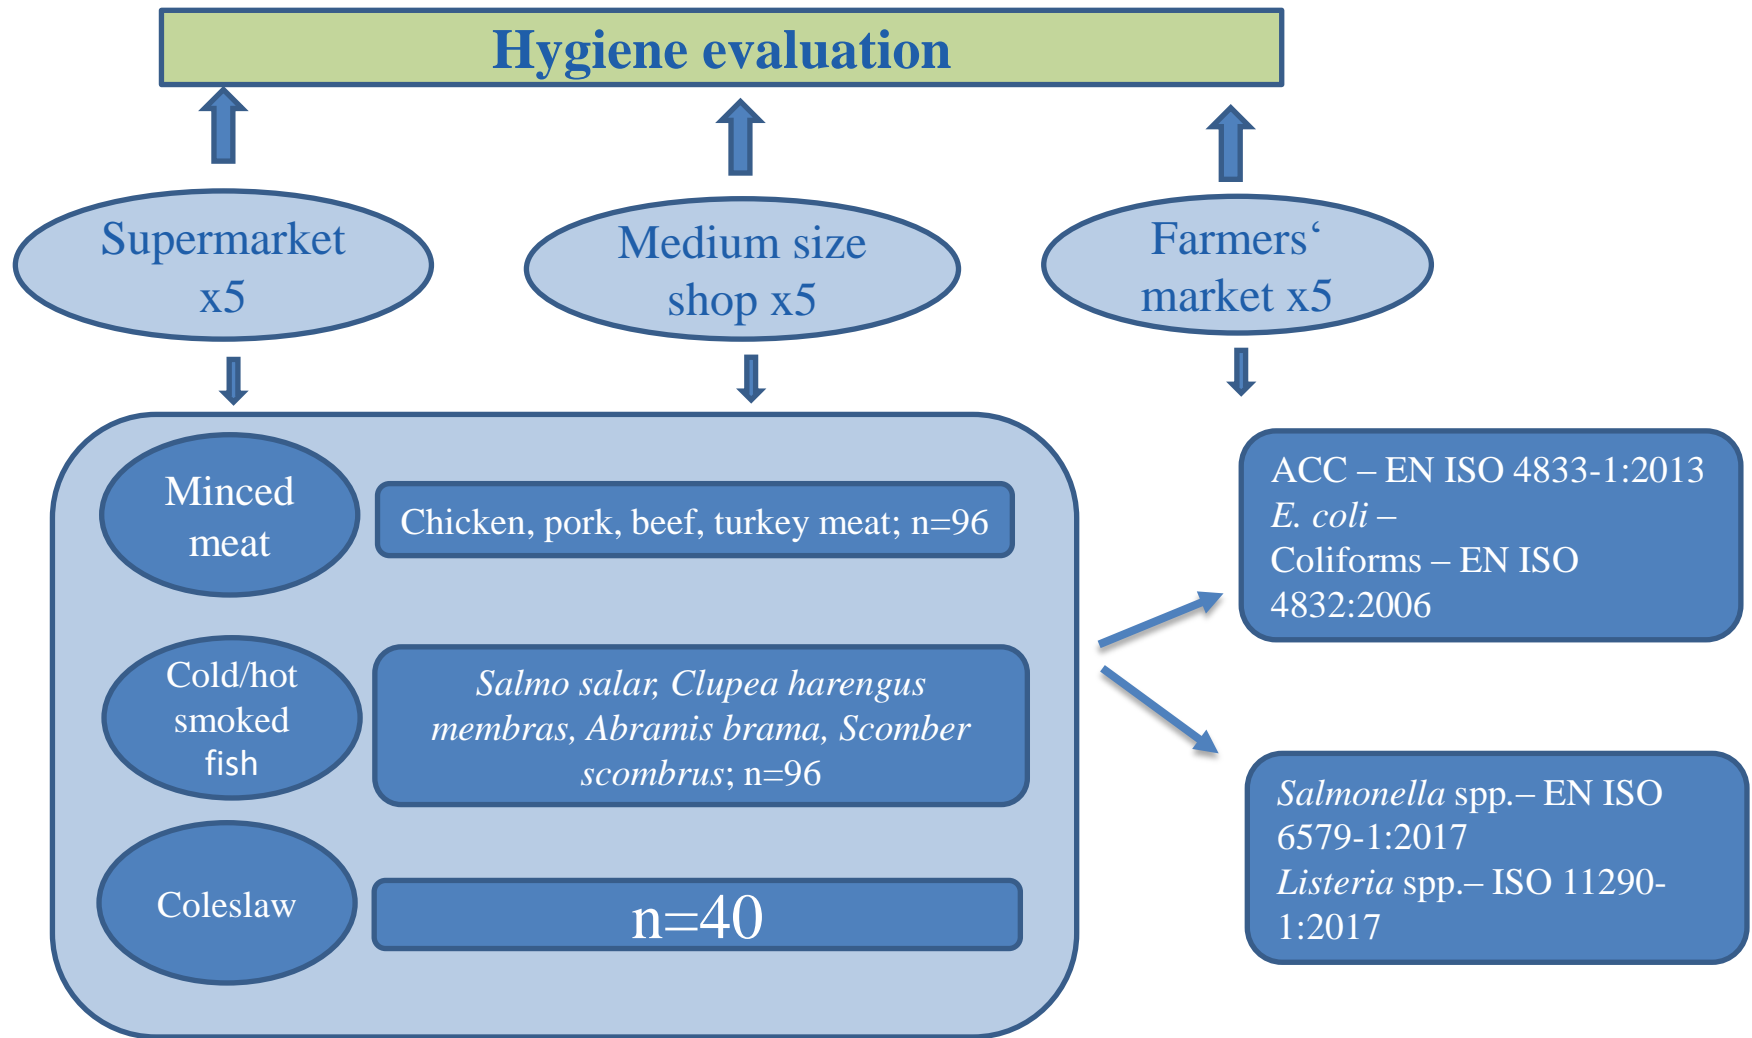 Hygiene evaluation
Supermarket
x5
Medium size
shop x5
Farmers‘
market x5
Minced
meat
Chicken, pork, beef, turkey meat; n=96
Cold/hot
smoked
fish
Salmo salar, Clupea harengus
membras, Abramis brama, Scomber
scombrus; n=96
Coleslaw
n=40
ACC – EN ISO 4833-1:2013
E. coli –
Coliforms – EN ISO
4832:2006
Salmonella spp.– EN ISO
6579-1:2017
Listeria spp.– ISO 11290-
1:2017